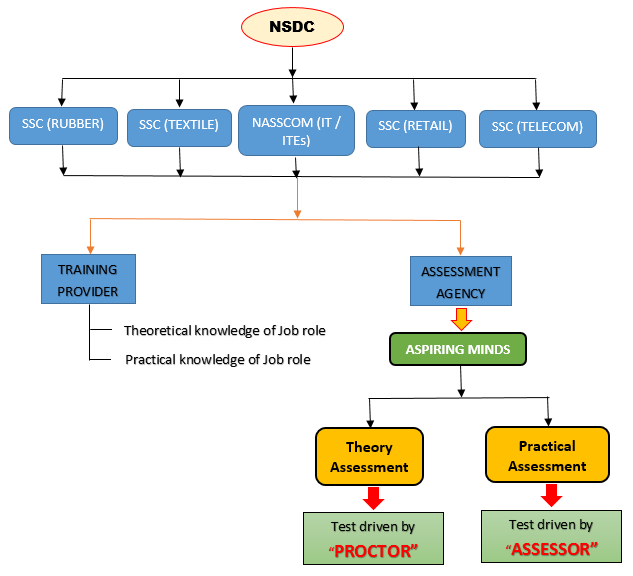 NSDC
SSC (RUBBER)
SSC (TEXTILE)
NASSCOM (IT /
ITEs)
SSC (RETAIL)
SSC (TELECOM)
TRAINING
PROVIDER
Theoretical knowledge of Job role
Practical knowledge of Job role
ASSESSMENT
AGENCY
ASPIRING MINDS
Theory
Assessment
Practical
Assessment
Test driven by
“PROCTOR”
Test driven by
“ASSESSOR”